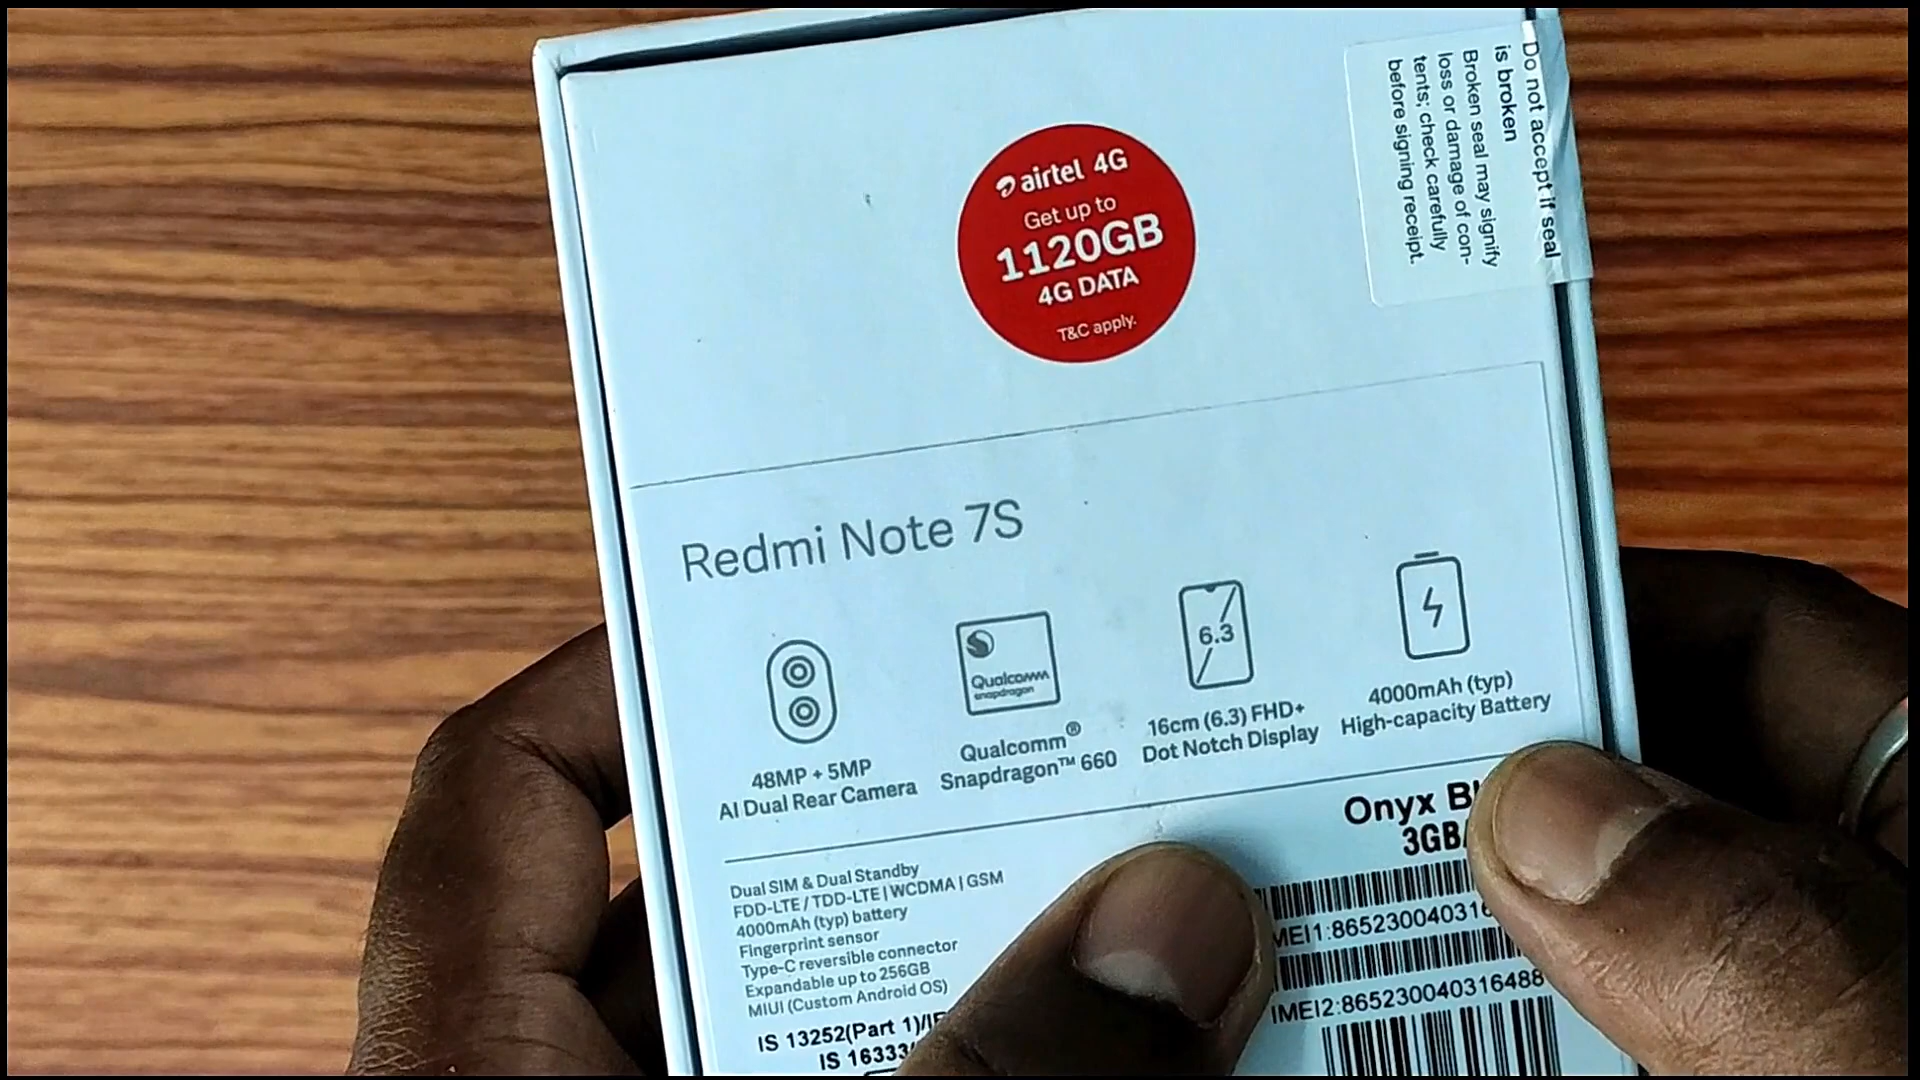 Do not accept if seal
is broken
Broken seal may signify
loss or damage of con-
tents; check carefully
before signing receipt.
airtel 4G
Get up to
1120GB
4G DATA
T&C apply.
Redmi Note 7S
48MP + 5MP
AI Dual Rear Camera
Qualcomm
snapdragon
Qualcomm®
Snapdragon™ 660
6.3
16cm (6.3) FHD+
Dot Notch Display
4000mAh (typ)
High-capacity Battery
Onyx
3GB
Dual SIM & Dual Standby
FDD-LTE / TDD-LTE | WCDMA | GSM
4000mAh (typ) battery
Fingerprint sensor
Type-C reversible connector
Expandable up to 256GB
MIUI (Custom Android OS)
IS 13252(Part 1)/
IS 16333/
IMEI2:865230040316488